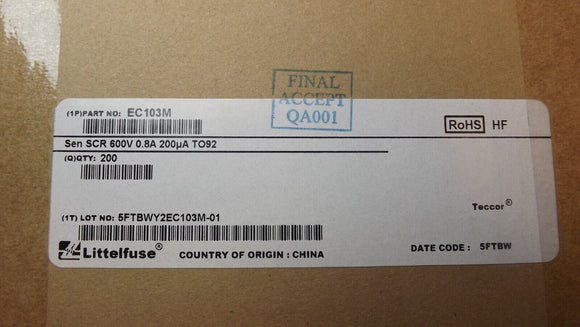 FINAL
ACCEPT
QA001
(1P)PART NO: EC103M
RoHS HF
Sen SCR 600V 0.8A 200µA TO92
(Q)QTY: 200
Teccor®
(1T) LOT NO: 5FTBWY2EC103M-01
Littelfuse®
COUNTRY OF ORIGIN : CHINA
DATE CODE : 5FTBW